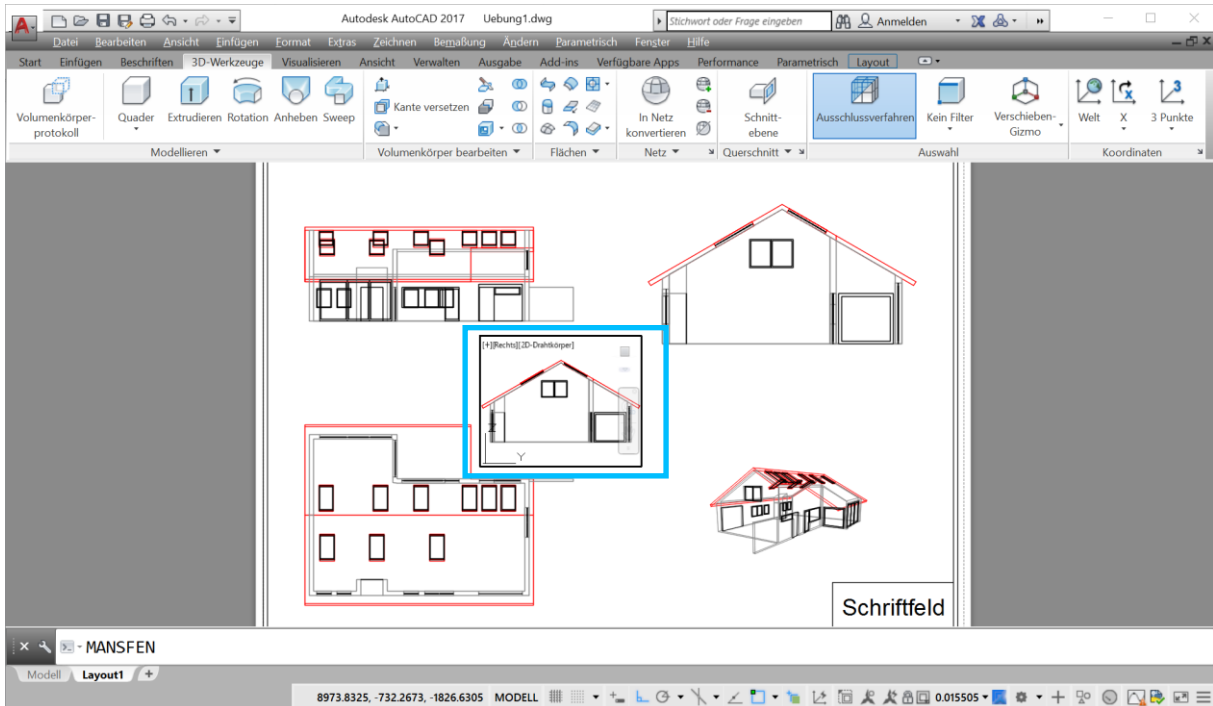 A Autodesk AutoCAD 2017 Uebung1.dwg Stichwort oder Frage eingeben Anmelden
Datei Bearbeiten Ansicht Einfügen Format Extras Zeichnen Bemaßung Ändern Parametrisch Fenster Hilfe
Start Einfügen Beschriften 3D-Werkzeuge Visualisieren Ansicht Verwalten Ausgabe Add-ins Verfügbare Apps Performance Parametrisch Layout
Volumenkörper-protokoll Quader Extrudieren Rotation Anheben Sweep Kante versetzen In Netz konvertieren Schnitt-ebene Ausschlussverfahren Kein Filter Verschieben-Gizmo Welt X 3 Punkte
Modellieren Volumenkörper bearbeiten Flächen Netz Querschnitt Auswahl Koordinaten
[+][Rechts][2D-Drahtkörper]
Z
Y
Schriftfeld
MANSFEN
Modell Layout1 +
8973.8325, -732.2673, -1826.6305 MODELL 0.015505